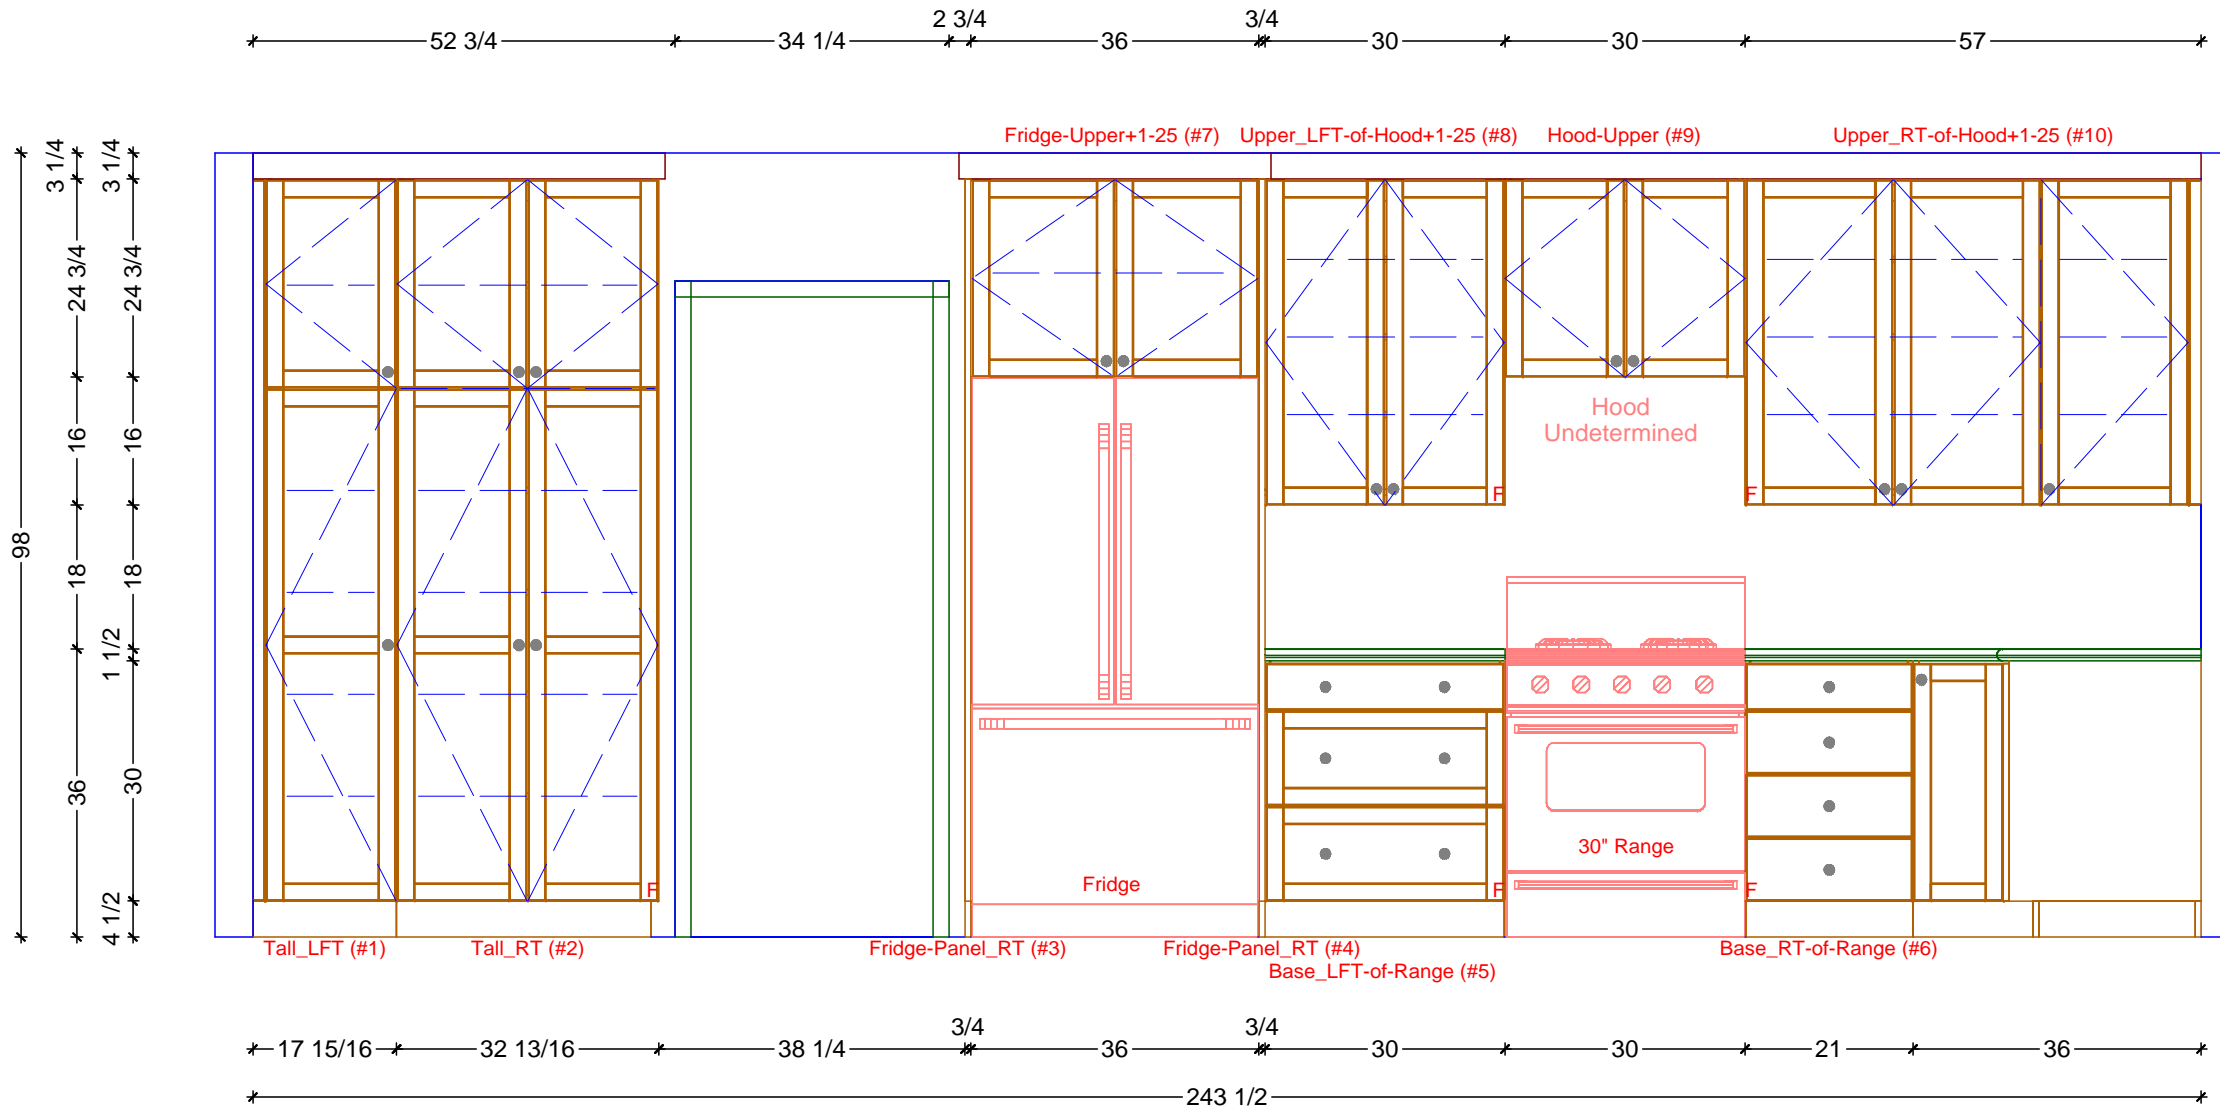 2 3/4
3/4
52 3/4
34 1/4
36
30
30
57
Fridge-Upper+1-25 (#7)
Upper_LFT-of-Hood+1-25 (#8)
Hood-Upper (#9)
Upper_RT-of-Hood+1-25 (#10)
98
3 1/4
24 3/4
16
18
36
3 1/4
24 3/4
16
18
1 1/2
30
4 1/2
Hood
Undetermined
F
F
30" Range
Fridge
F
F
F
Tall_LFT (#1)
Tall_RT (#2)
Fridge-Panel_RT (#3)
Fridge-Panel_RT (#4)
Base_RT-of-Range (#6)
Base_LFT-of-Range (#5)
3/4
3/4
17 15/16
32 13/16
38 1/4
36
30
30
21
36
243 1/2